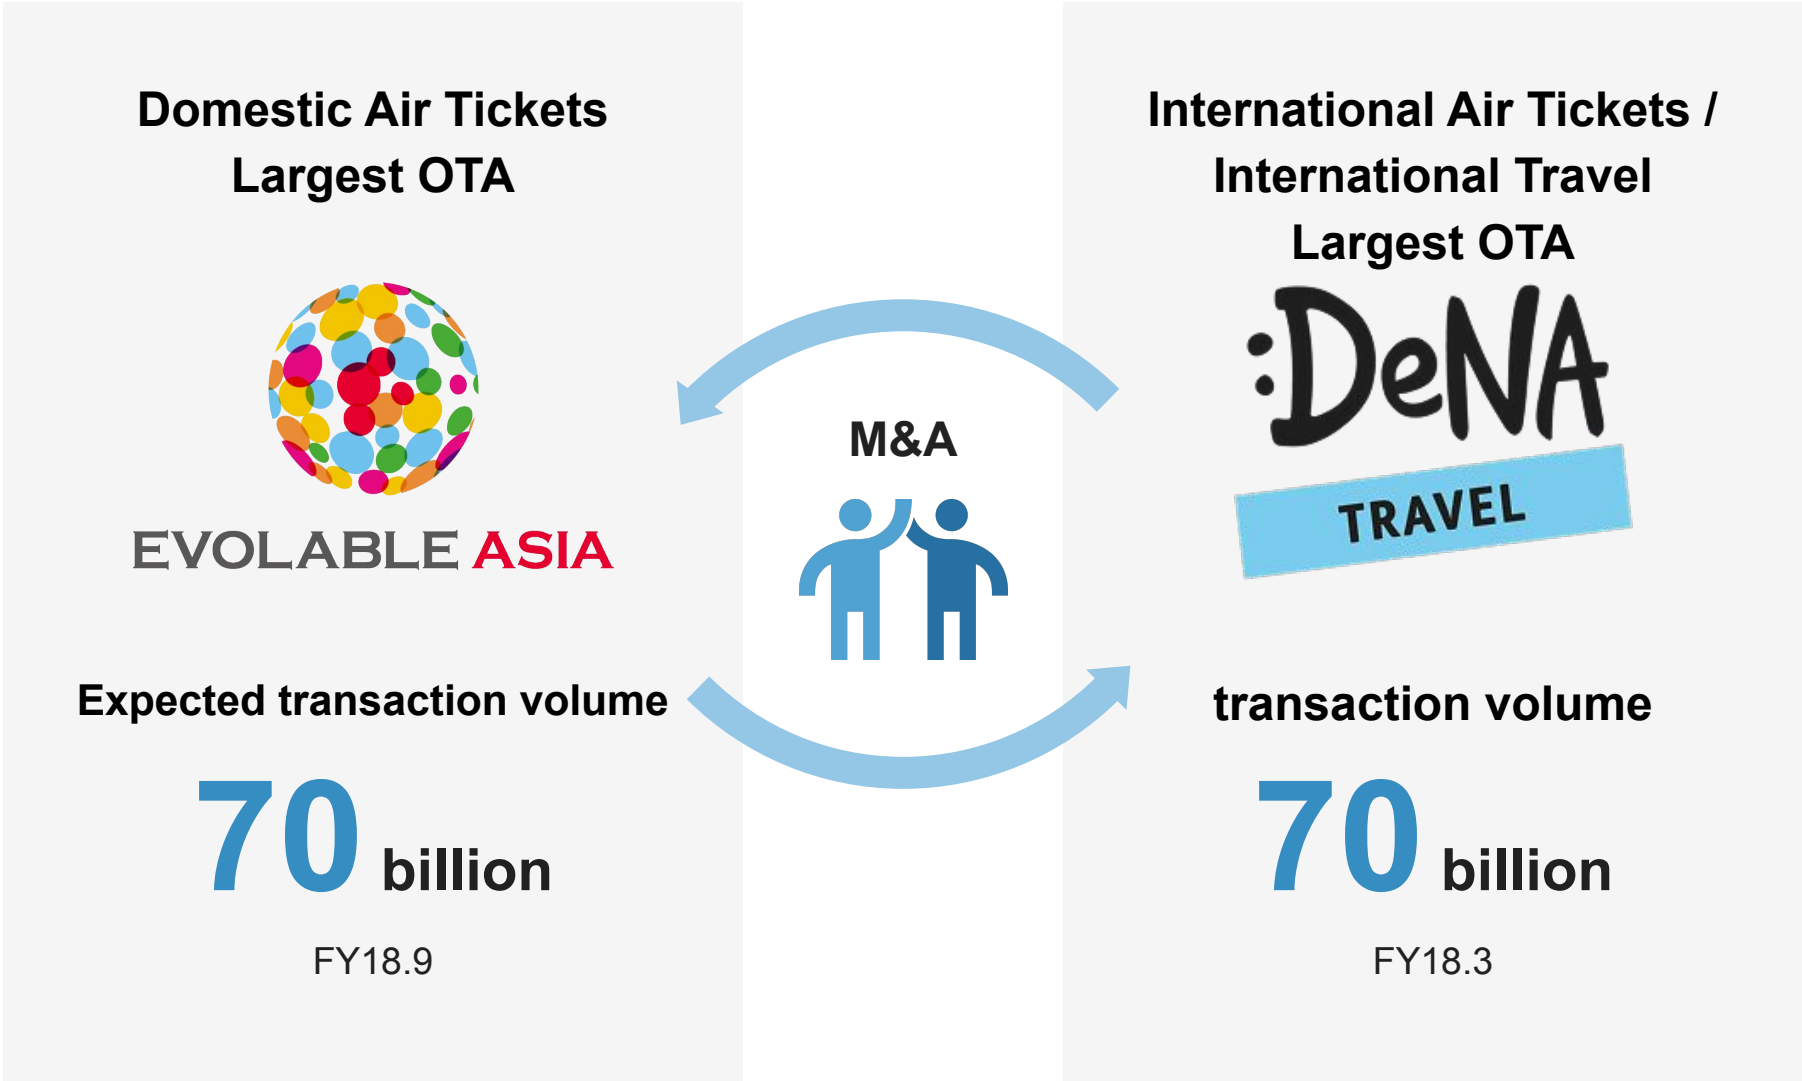 Domestic Air Tickets
Largest OTA
EVOLABLE ASIA
Expected transaction volume
70 billion
FY18.9
M&A
International Air Tickets /
International Travel
Largest OTA
:DeNA
TRAVEL
transaction volume
70 billion
FY18.3